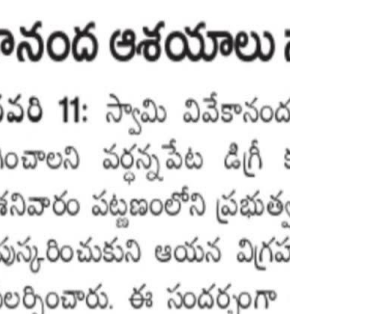 ానంద ఆశయాలు
వరి 11: స్వామి వివేకానంద
ించాలని వర్ధన్నపేట డిగ్రీ
శనివారం పట్టణంలోని ప్రభుత్వ
పుస్కరించుకుని ఆయన విగ్రహ
లర్పించారు. ఈ సందర్భంగా